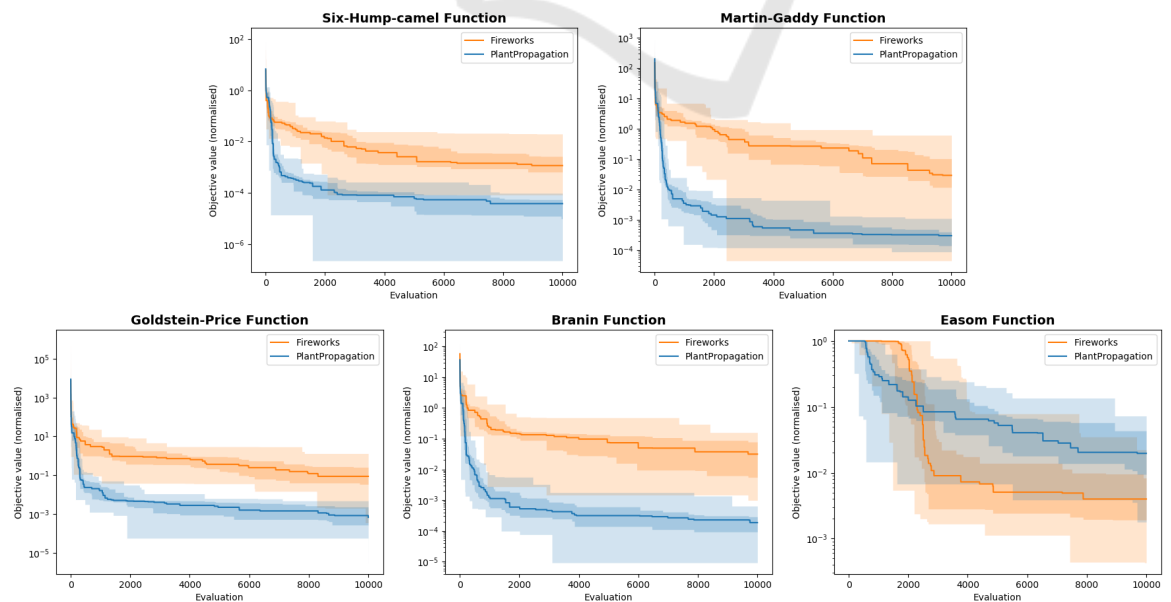 Six-Hump-camel Function
Objective value (normalised)
10^2
10^0
10^-2
10^-4
10^-6
Fireworks
PlantPropagation
0 2000 4000 6000 8000 10000
Evaluation
Martin-Gaddy Function
Objective value (normalised)
10^3
10^2
10^1
10^0
10^-1
10^-2
10^-3
10^-4
Fireworks
PlantPropagation
0 2000 4000 6000 8000 10000
Evaluation
Goldstein-Price Function
Objective value (normalised)
10^5
10^3
10^1
10^-1
10^-3
10^-5
Fireworks
PlantPropagation
0 2000 4000 6000 8000 10000
Evaluation
Branin Function
Objective value (normalised)
10^2
10^1
10^0
10^-1
10^-2
10^-3
10^-4
10^-5
Fireworks
PlantPropagation
0 2000 4000 6000 8000 10000
Evaluation
Easom Function
Objective value (normalised)
10^0
10^-1
10^-2
10^-3
Fireworks
PlantPropagation
0 2000 4000 6000 8000 10000
Evaluation